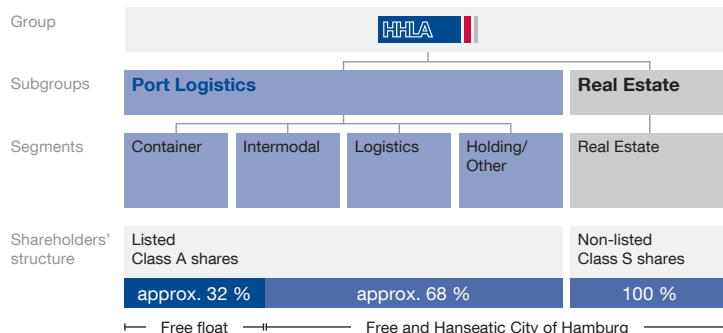 Group
HHLA
Subgroups
Port Logistics
Real Estate
Segments
Container
Intermodal
Logistics
Holding/
Other
Real Estate
Shareholders'
structure
Listed
Class A shares
Non-listed
Class S shares
approx. 32 %
approx. 68 %
100 %
Free float
Free and Hanseatic City of Hamburg